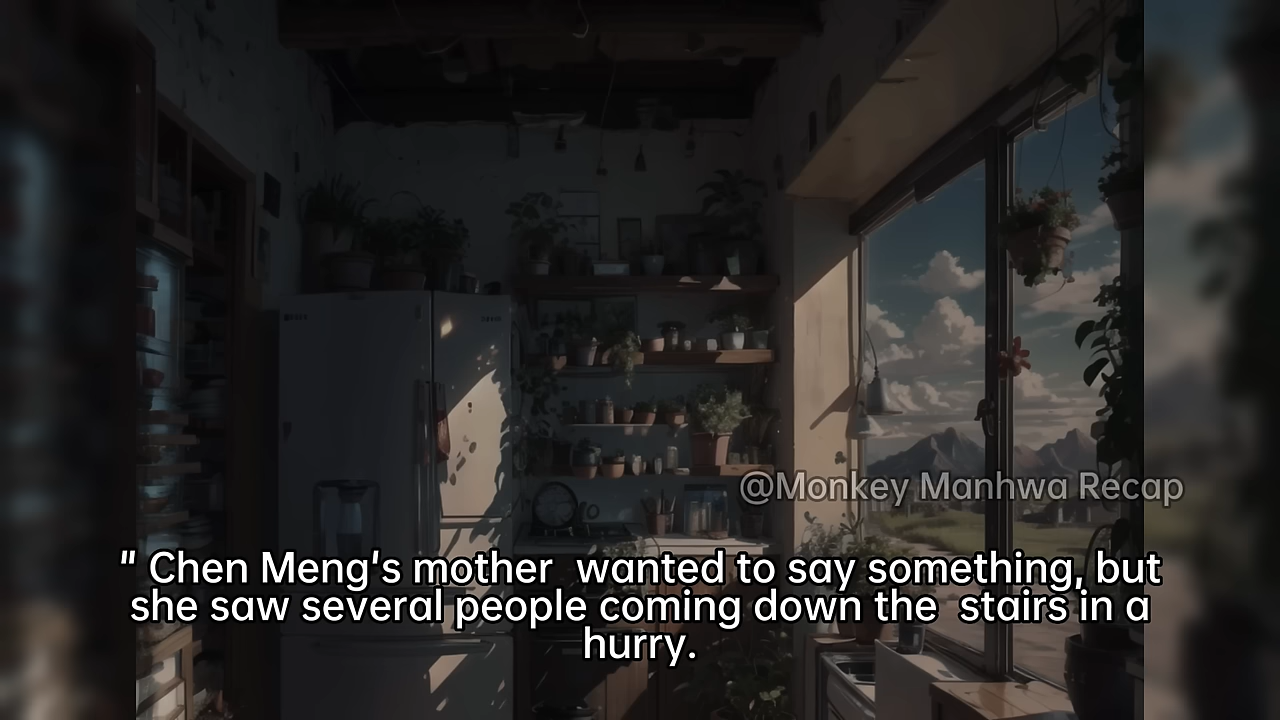 @Monkey Manhwa Recap
" Chen Meng's mother  wanted to say something, but
she saw several people coming down the  stairs in a
hurry.